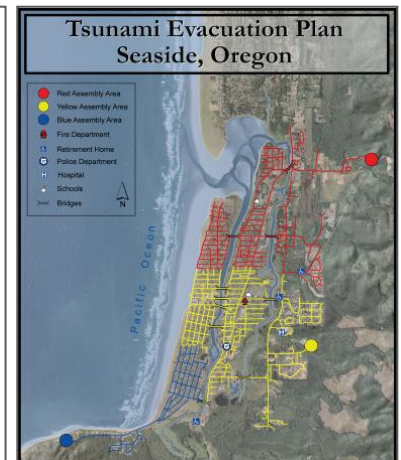 Tsunami Evacuation Plan
Seaside, Oregon
Red Assembly Area
Yellow Assembly Area
Blue Assembly Area
Fire Department
Retirement Home
Police Department
Hospital
Schools
Bridges
N
Pacific Ocean
H